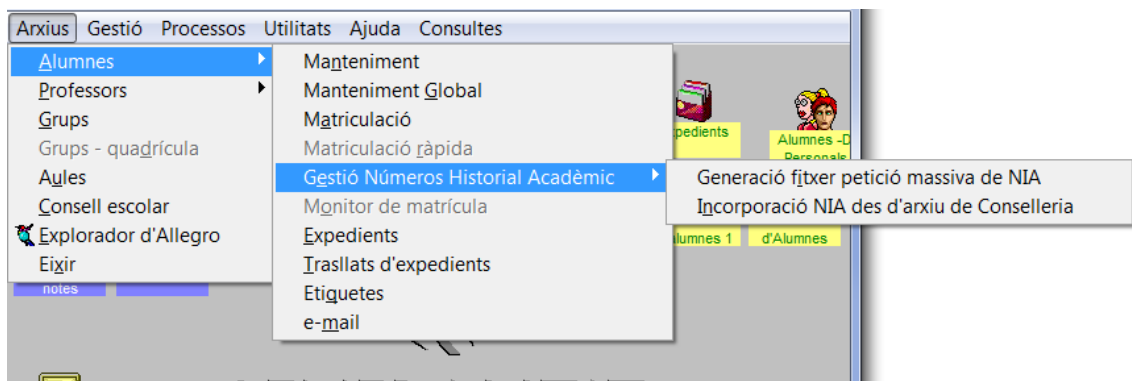 Arxius Gestió Processos Utilitats Ajuda Consultes
Alumnes
Professors
Grups
Grups - quadrícula
Aules
Consell escolar
Explorador d'Allegro
Eixir
Manteniment
Manteniment Global
Matriculació
Matriculació ràpida
Gestió Números Historial Acadèmic
Monitor de matrícula
Expedients
Trasllats d'expedients
Etiquetes
e-mail
Generació fitxer petició massiva de NIA
Incorporació NIA des d'arxiu de Conselleria
pedients
Alumnes -D
Personals
alumnes 1
d'Alumnes
notes